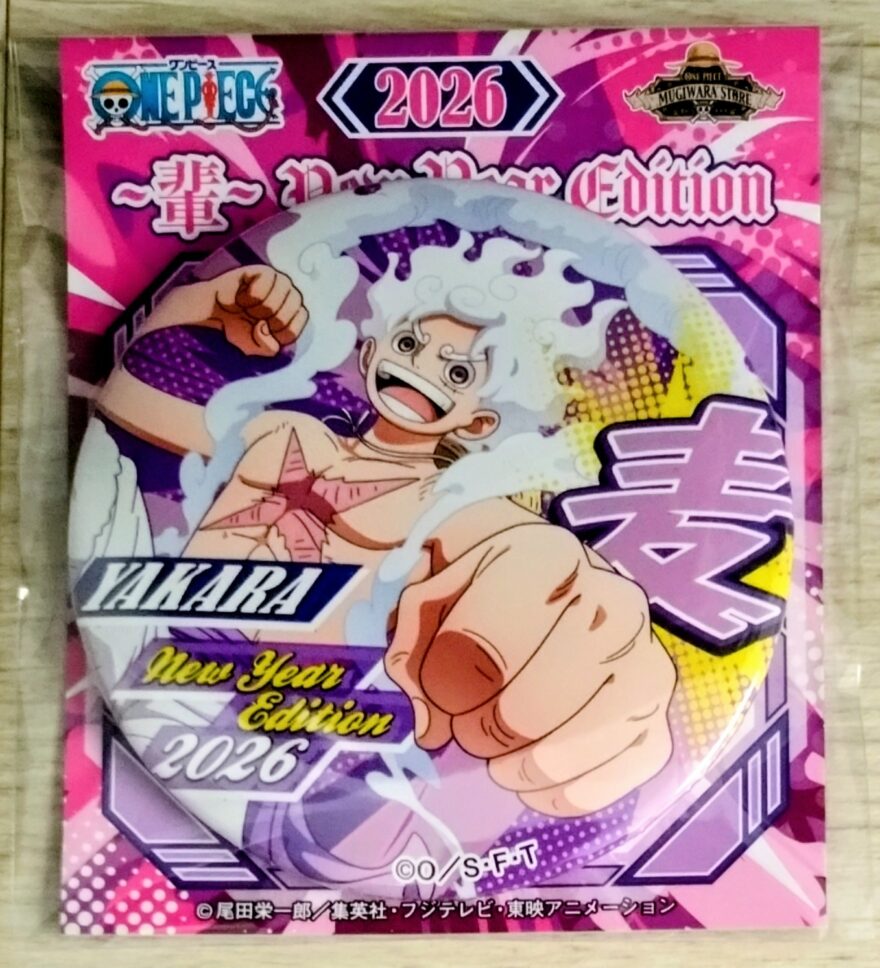 ワンピース
ONE PIECE
2026
ONE PIECE
MUGIWARA STORE
~輩~ New Year Edition
麦
YAKARA
New Year
Edition
2026
©O/S・F・T
©尾田栄一郎/集英社・フジテレビ・東映アニメーション